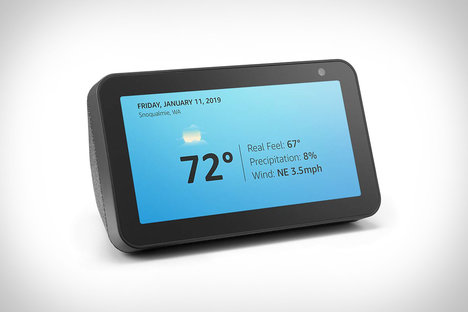 FRIDAY, JANUARY 11, 2019
Snoqualmie, WA
72°
Real Feel: 67°
Precipitation: 8%
Wind: NE 3.5mph